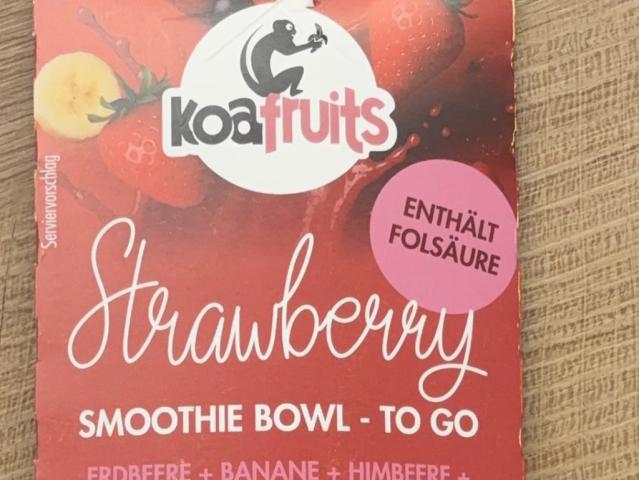 koafruits
Serviervorschlag
ENTHÄLT
FOLSÄURE
Strawberry
SMOOTHIE BOWL - TO GO
ERDBEERE + BANANE + HIMBEERE +